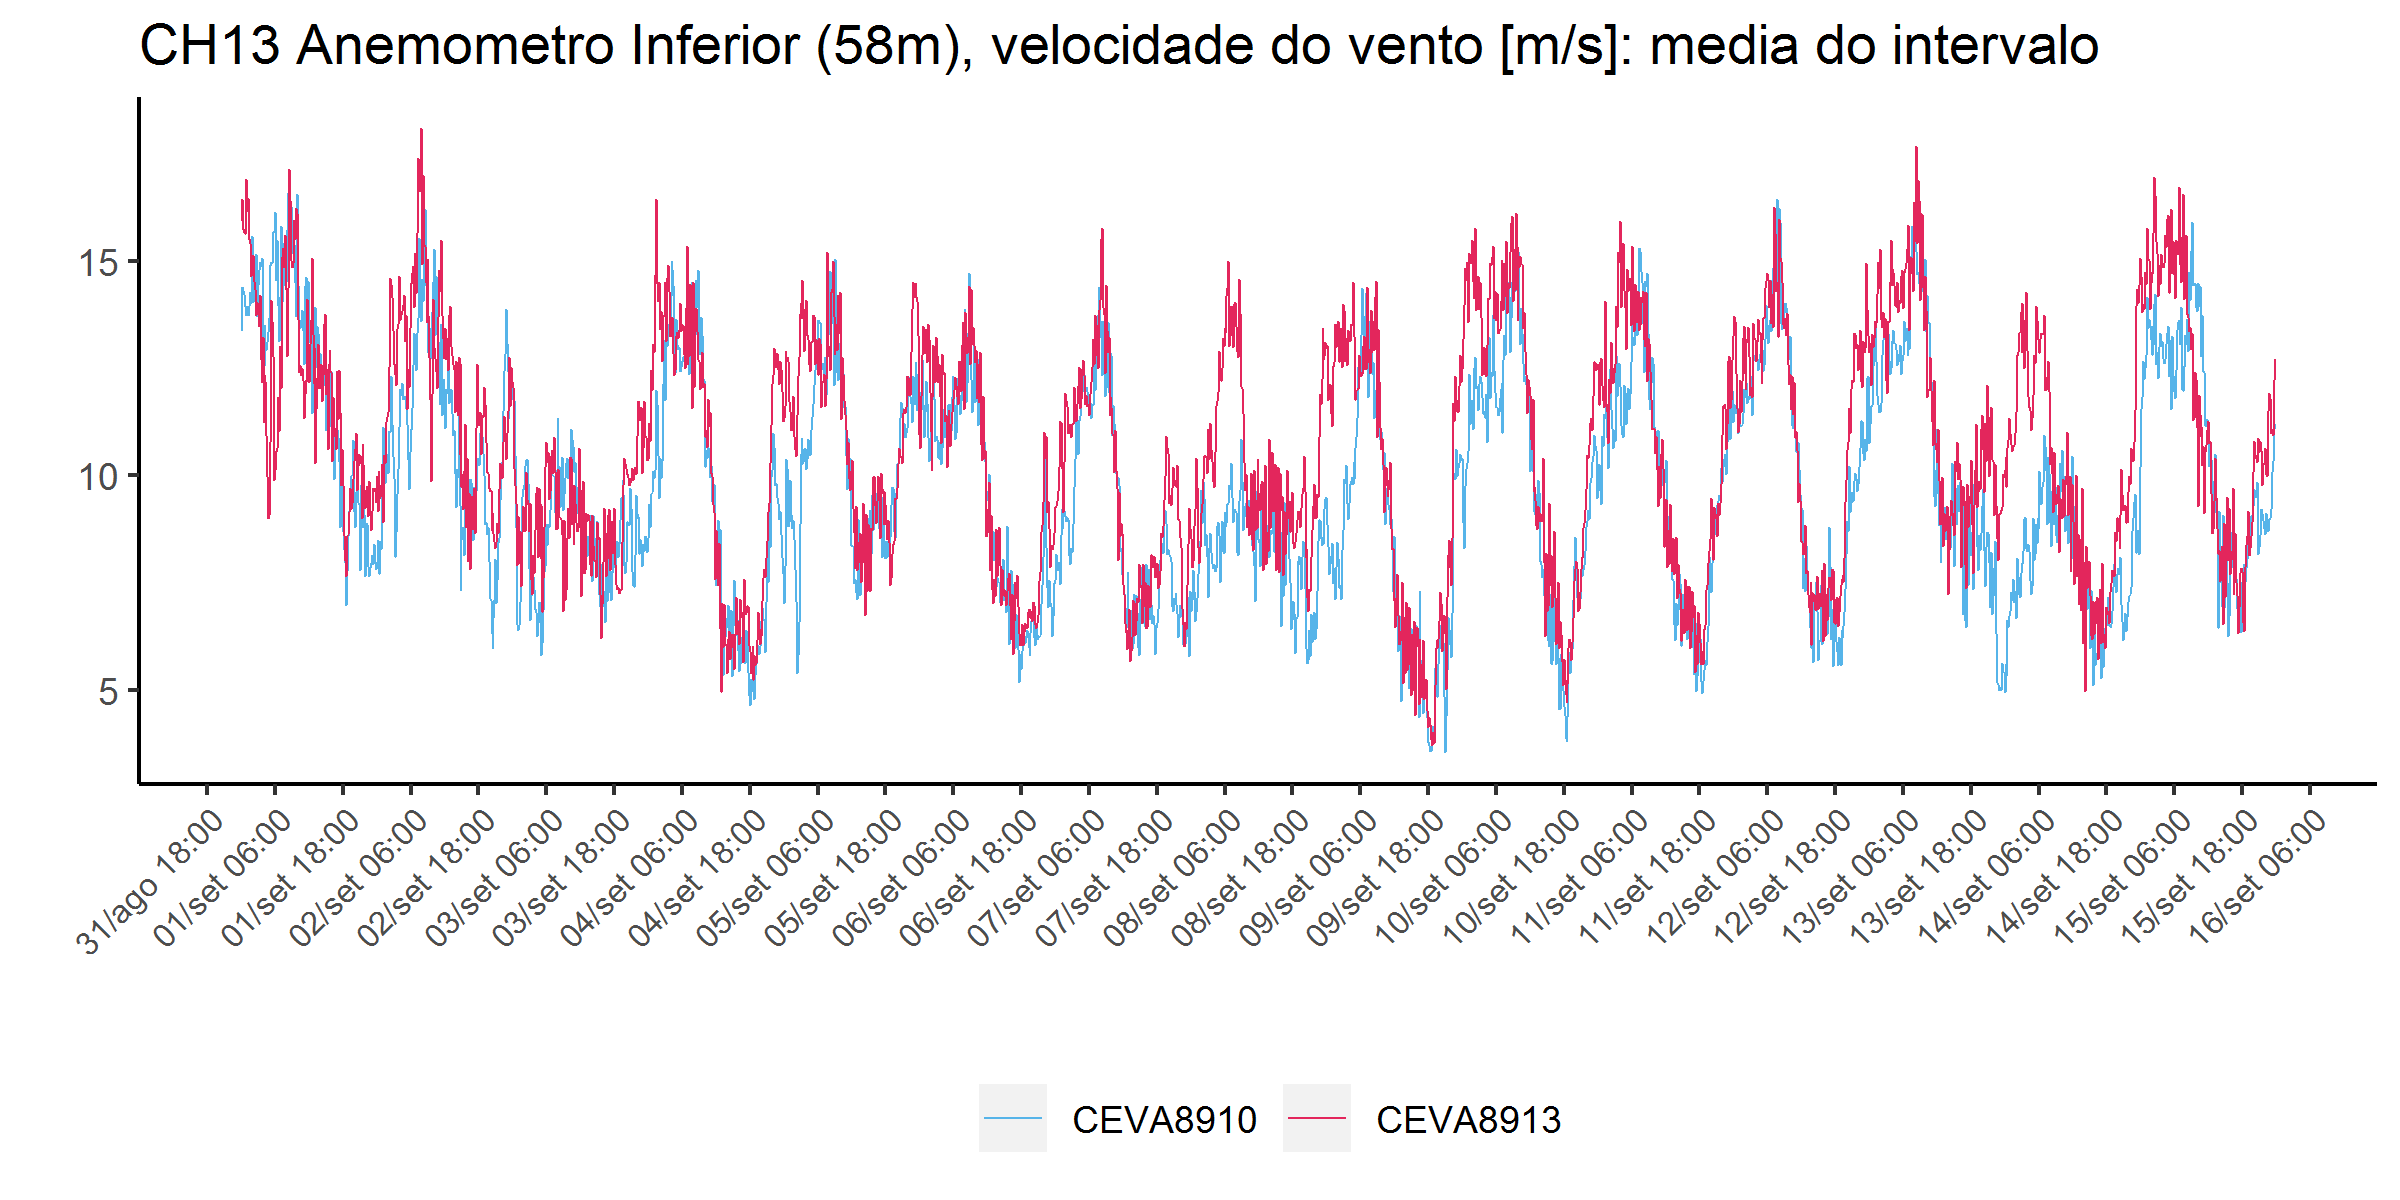 CH13 Anemometro Inferior (58m), velocidade do vento [m/s]: media do intervalo
15
10
5
31/ago 18:00
01/set 06:00
01/set 18:00
02/set 06:00
02/set 18:00
03/set 06:00
03/set 18:00
04/set 06:00
04/set 18:00
05/set 06:00
05/set 18:00
06/set 06:00
06/set 18:00
07/set 06:00
07/set 18:00
08/set 06:00
08/set 18:00
09/set 06:00
09/set 18:00
10/set 06:00
10/set 18:00
11/set 06:00
11/set 18:00
12/set 06:00
12/set 18:00
13/set 06:00
13/set 18:00
14/set 06:00
14/set 18:00
15/set 06:00
15/set 18:00
16/set 06:00
CEVA8910
CEVA8913